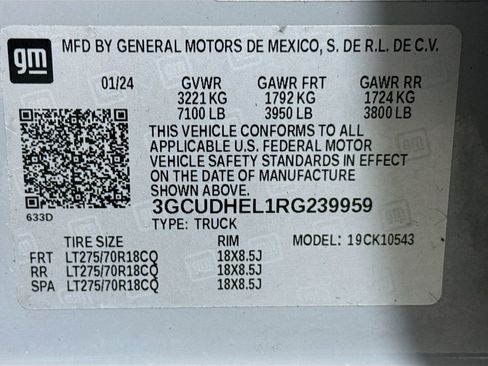 gm
MFD BY GENERAL MOTORS DE MEXICO, S. DE R.L. DE C.V.
01/24 GVWR GAWR FRT GAWR RR
3221 KG 1792 KG 1724 KG
7100 LB 3950 LB 3800 LB
THIS VEHICLE CONFORMS TO ALL
APPLICABLE U.S. FEDERAL MOTOR
VEHICLE SAFETY STANDARDS IN EFFECT
ON THE DATE OF MANUFACTURE
SHOWN ABOVE.
633D
3GCUDHEL1RG239959
TYPE: TRUCK
TIRE SIZE RIM MODEL: 19CK10543
FRT LT275/70R18CQ 18X8.5J
RR LT275/70R18CQ 18X8.5J
SPA LT275/70R18CQ 18X8.5J